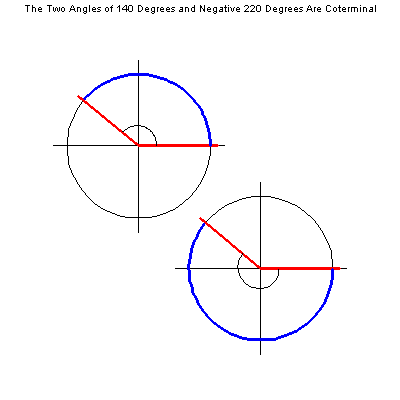 The Two Angles of 140 Degrees and Negative 220 Degrees Are Coterminal